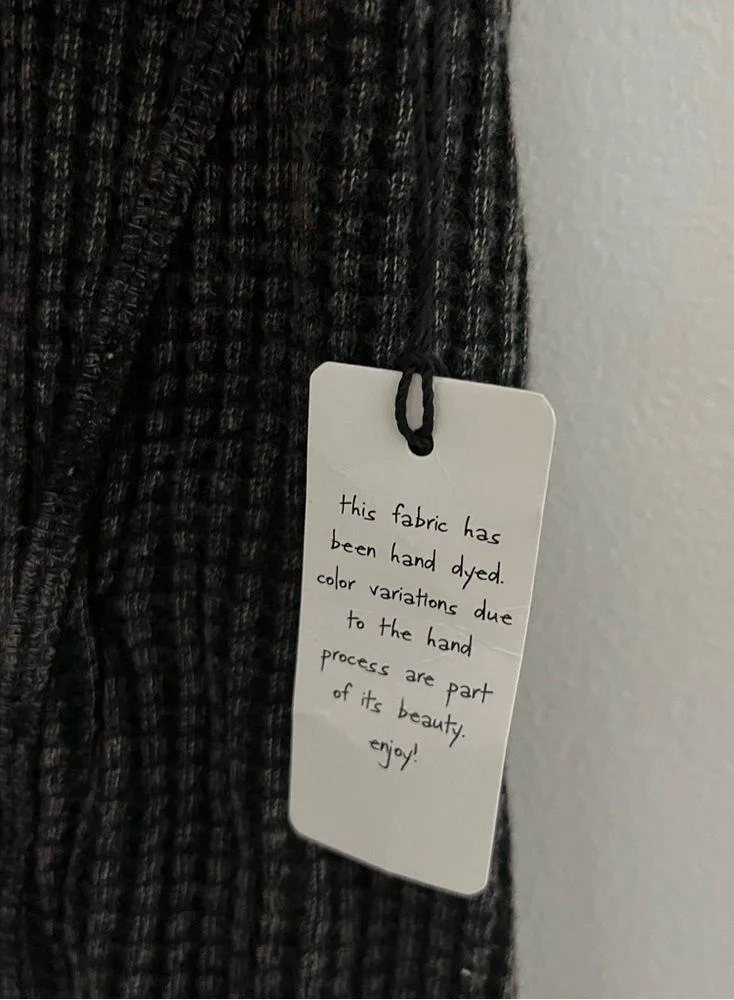 this fabric has
been hand dyed.
color variations due
to the hand
process are part
of its beauty.
enjoy!